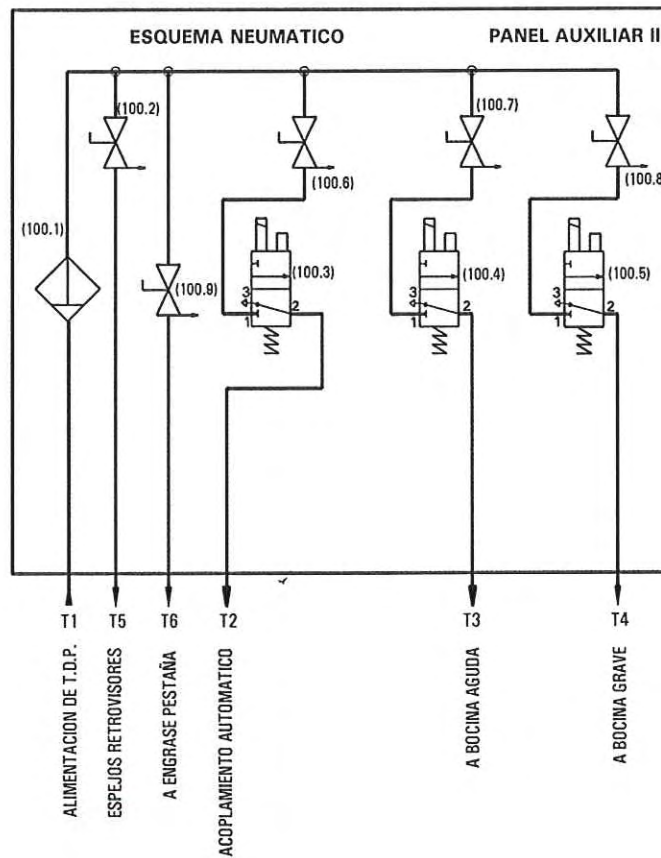 ESQUEMA NEUMATICO
PANEL AUXILIAR II
(100.2)
(100.7)
(100.6)
(100.8
(100.1)
(100.9)
(100.3)
(100.4)
(100.5)
3
2
1
3
2
1
3
2
1
T1
T5
T6
T2
T3
T4
ALIMENTACION DE T.D.P.
ESPEJOS RETROVISORES
A ENGRASE PESTAÑA
ACOPLAMIENTO AUTOMATICO
A BOCINA AGUDA
A BOCINA GRAVE